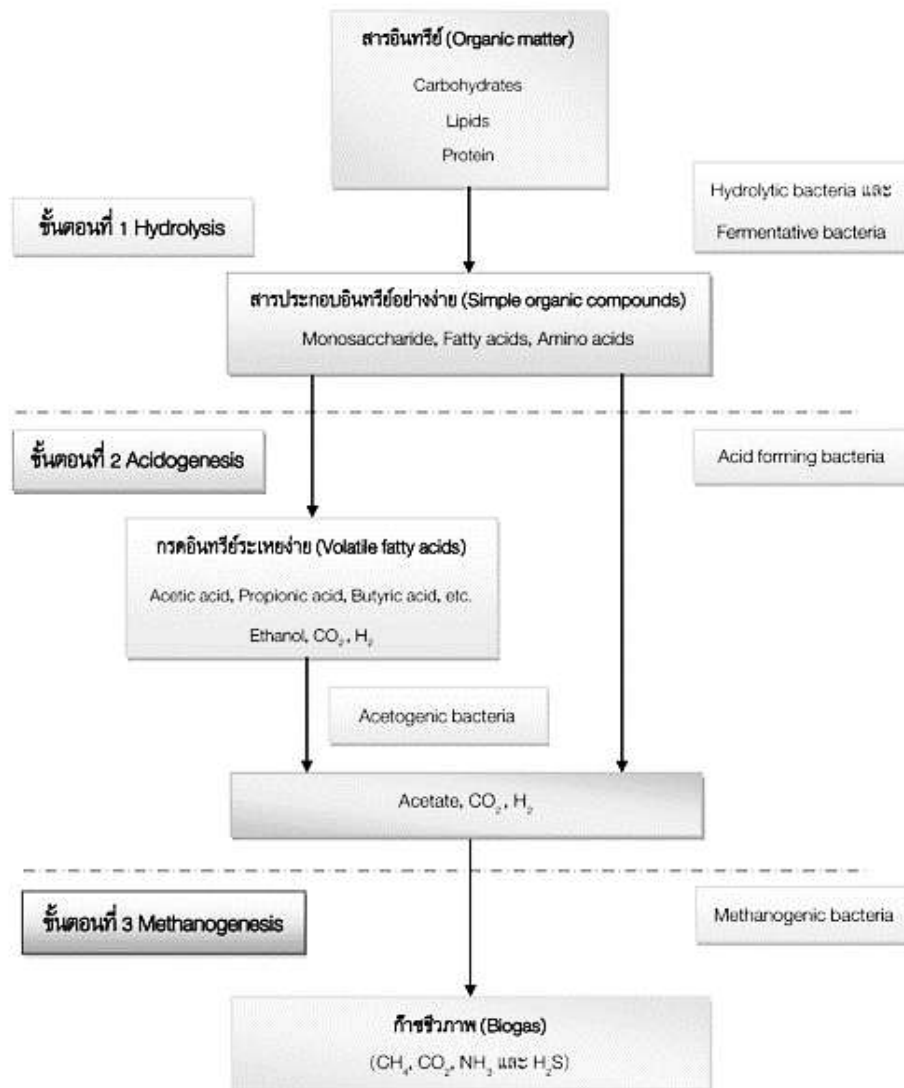 สารอินทรีย์ (Organic matter)
Carbohydrates
Lipids
Protein
Hydrolytic bacteria และ
Fermentative bacteria
ขั้นตอนที่ 1 Hydrolysis
สารประกอบอินทรีย์อย่างง่าย (Simple organic compounds)
Monosaccharide, Fatty acids, Amino acids
ขั้นตอนที่ 2 Acidogenesis
Acid forming bacteria
กรดอินทรีย์ระเหยง่าย (Volatile fatty acids)
Acetic acid, Propionic acid, Butyric acid, etc.
Ethanol, CO₂, H₂
Acetogenic bacteria
Acetate, CO₂, H₂
ขั้นตอนที่ 3 Methanogenesis
Methanogenic bacteria
ก๊าซชีวภาพ (Biogas)
(CH₄, CO₂, NH₃ และ H₂S)